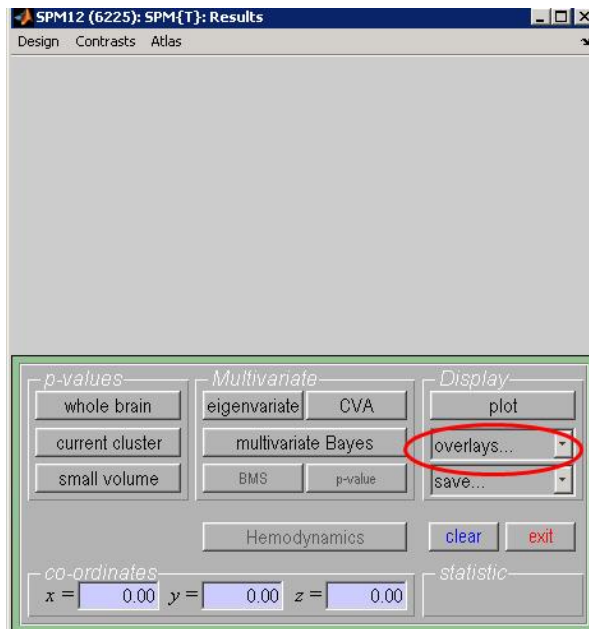 SPM12 (6225): SPM{T}: Results
Design Contrasts Atlas
p-values Multivariate Display
whole brain eigenvariate CVA plot
current cluster multivariate Bayes overlays...
small volume BMS p-value save...
Hemodynamics clear exit
co-ordinates statistic
x = 0.00 y = 0.00 z = 0.00